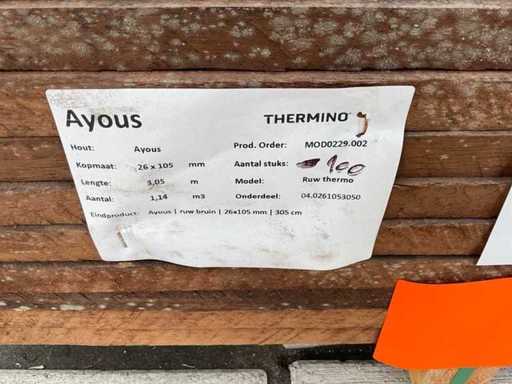 Ayous THERMINO
Hout: Ayous Prod. Order: MOD0229.002
Kopmaat: 26 x 105 mm Aantal stuks: 100
Lengte: 3,05 m Model: Ruw thermo
Aantal: 1,14 m3 Onderdeel: 04.0261053050
Eindproduct: Ayous | ruw bruin | 26x105 mm | 305 cm